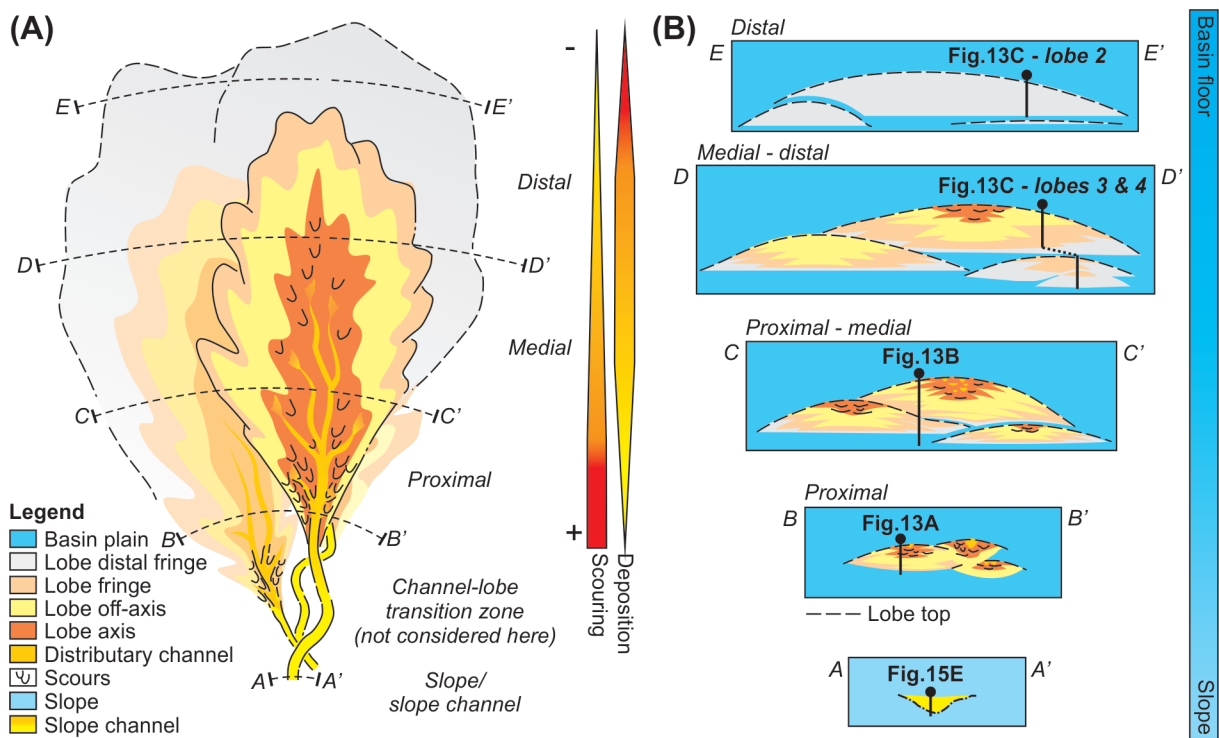 (A)
E
E'
D
D'
C
C'
B
B'
A
A'
Distal
Medial
Proximal
Channel-lobe
transition zone
(not considered here)
Slope/
slope channel
Legend
Basin plain
Lobe distal fringe
Lobe fringe
Lobe off-axis
Lobe axis
Distributary channel
Scours
Slope
Slope channel
-
+
Scouring
Deposition
(B)
Distal
E
E'
Fig.13C - lobe 2
Medial - distal
D
D'
Fig.13C - lobes 3 & 4
Proximal - medial
C
C'
Fig.13B
Proximal
B
B'
Fig.13A
Lobe top
A
A'
Fig.15E
Basin floor
Slope